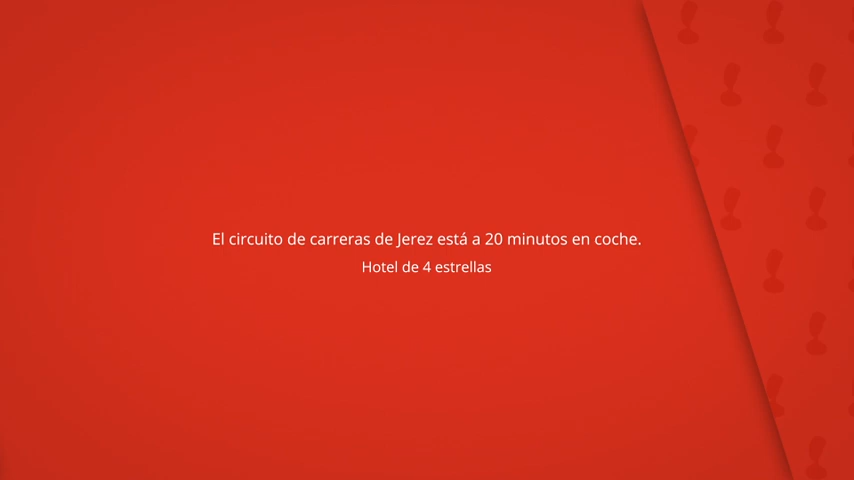 El circuito de carreras de Jerez está a 20 minutos en coche.
Hotel de 4 estrellas